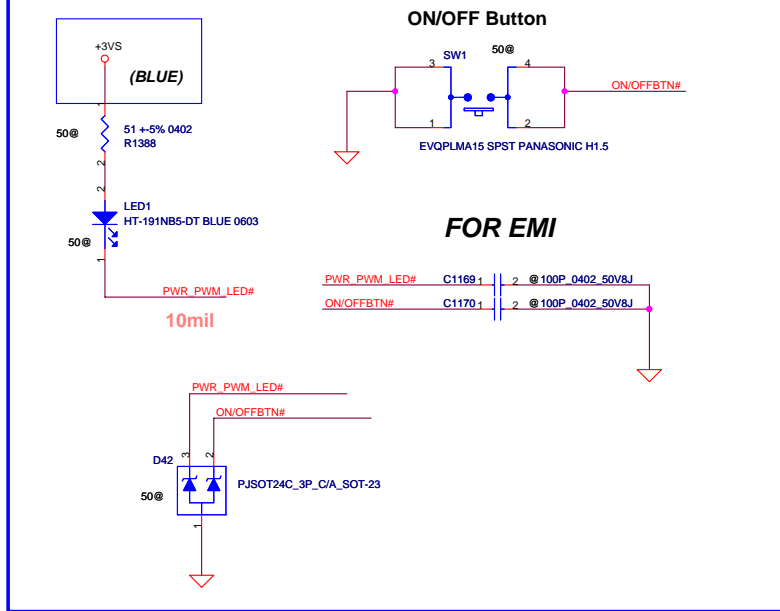 ON/OFF Button
+3VS
(BLUE)
1
50@
51 +-5% 0402
R1388
2
2
LED1
HT-191NB5-DT BLUE 0603
50@
1
PWR_PWM_LED#
10mil
SW1
50@
3
4
ON/OFFBTN#
1
2
EVQPLMA15 SPST PANASONIC H1.5
FOR EMI
PWR_PWM_LED#
C1169
1
2
@
100P_0402_50V8J
ON/OFFBTN#
C1170
1
2
@
100P_0402_50V8J
PWR_PWM_LED#
ON/OFFBTN#
D42
3
2
50@
PJSOT24C_3P_C/A_SOT-23
1